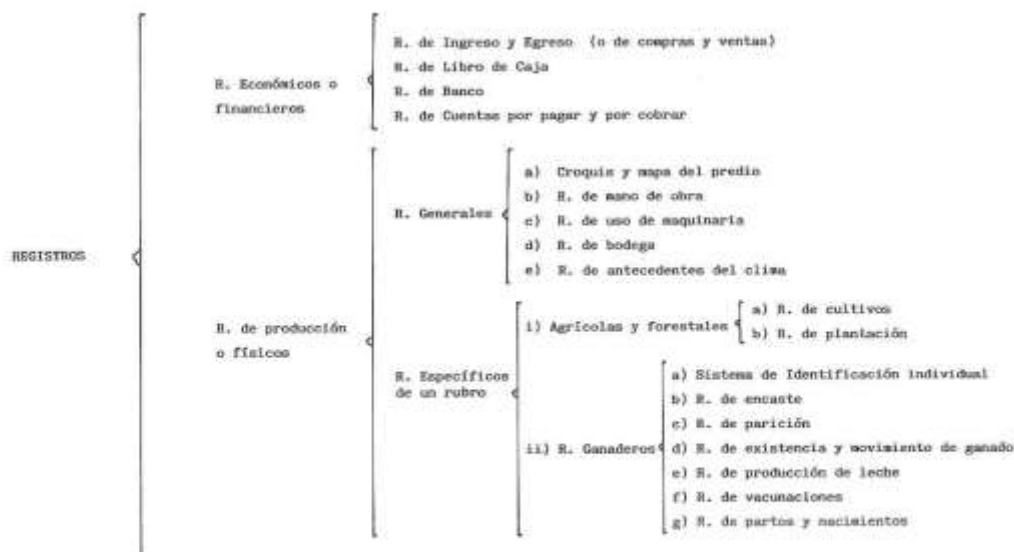 REGISTROS
R. Económicos o
financieros
R. de Ingreso y Egreso (o de compras y ventas)
R. de Libro de Caja
R. de Banco
R. de Cuentas por pagar y por cobrar
R. de producción
o físicos
R. Generales
a) Croquis y mapa del predio
b) R. de mano de obra
c) R. de uso de maquinaria
d) R. de bodega
e) R. de antecedentes del clima
R. Específicos
de un rubro
i) Agrícolas y forestales
a) R. de cultivos
b) R. de plantación
ii) R. Ganaderos
a) Sistema de Identificación individual
b) R. de encaste
c) R. de parición
d) R. de existencia y movimiento de ganado
e) R. de producción de leche
f) R. de vacunaciones
g) R. de partos y nacimientos